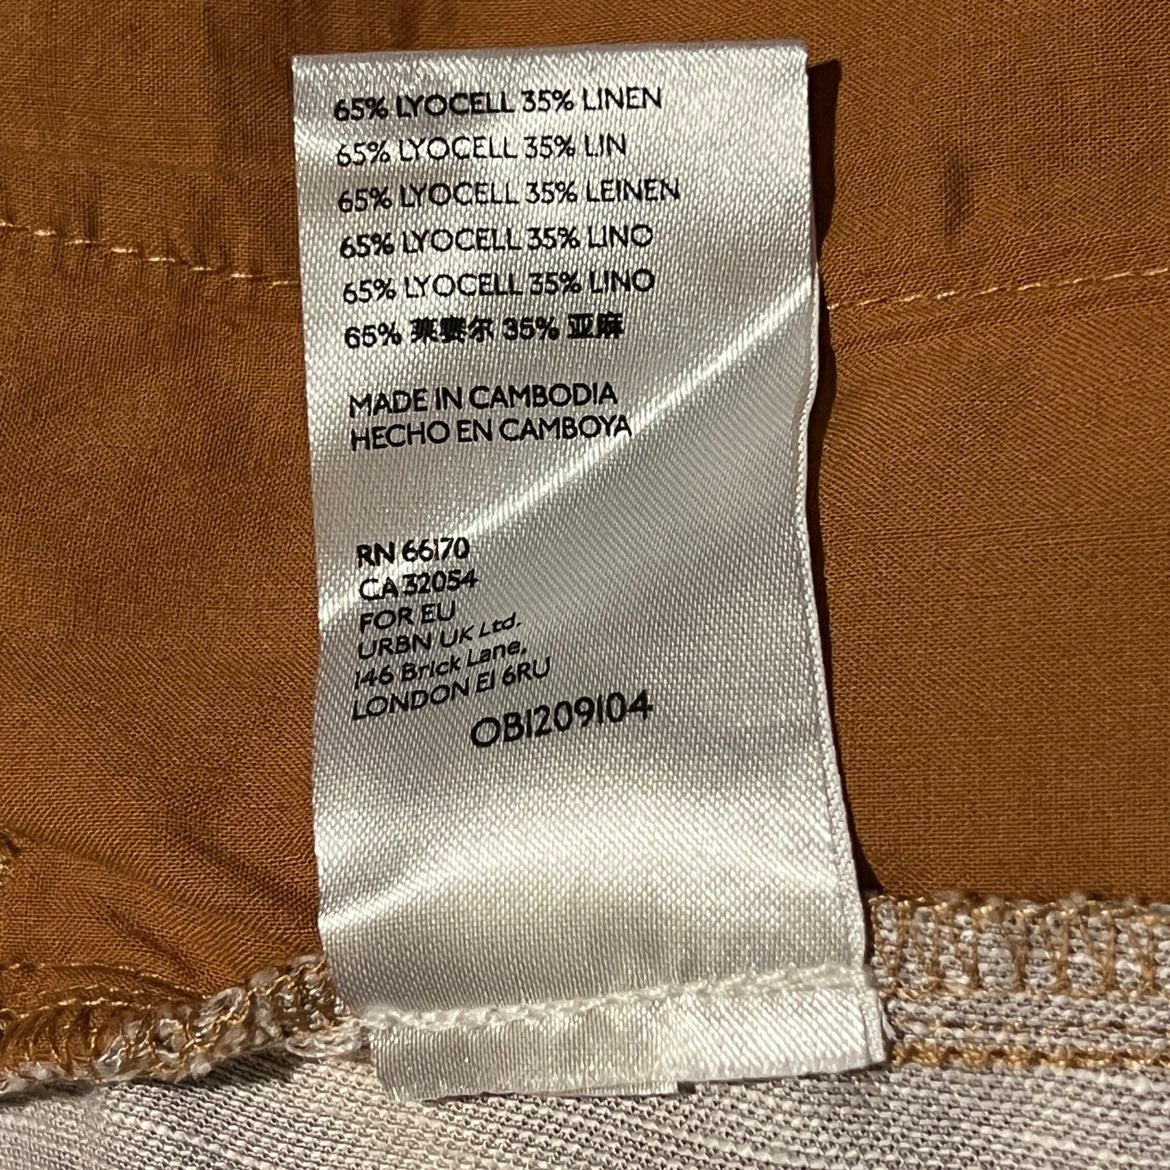 65% LYOCELL 35% LINEN
65% LYOCELL 35% LIN
65% LYOCELL 35% LEINEN
65% LYOCELL 35% LINO
65% LYOCELL 35% LINO
65% 莱赛尔 35% 亚麻
MADE IN CAMBODIA
HECHO EN CAMBOYA
RN 66170
CA 32054
FOR EU
URBN UK Ltd.
146 Brick Lane,
LONDON E1 6RU
OB1209104